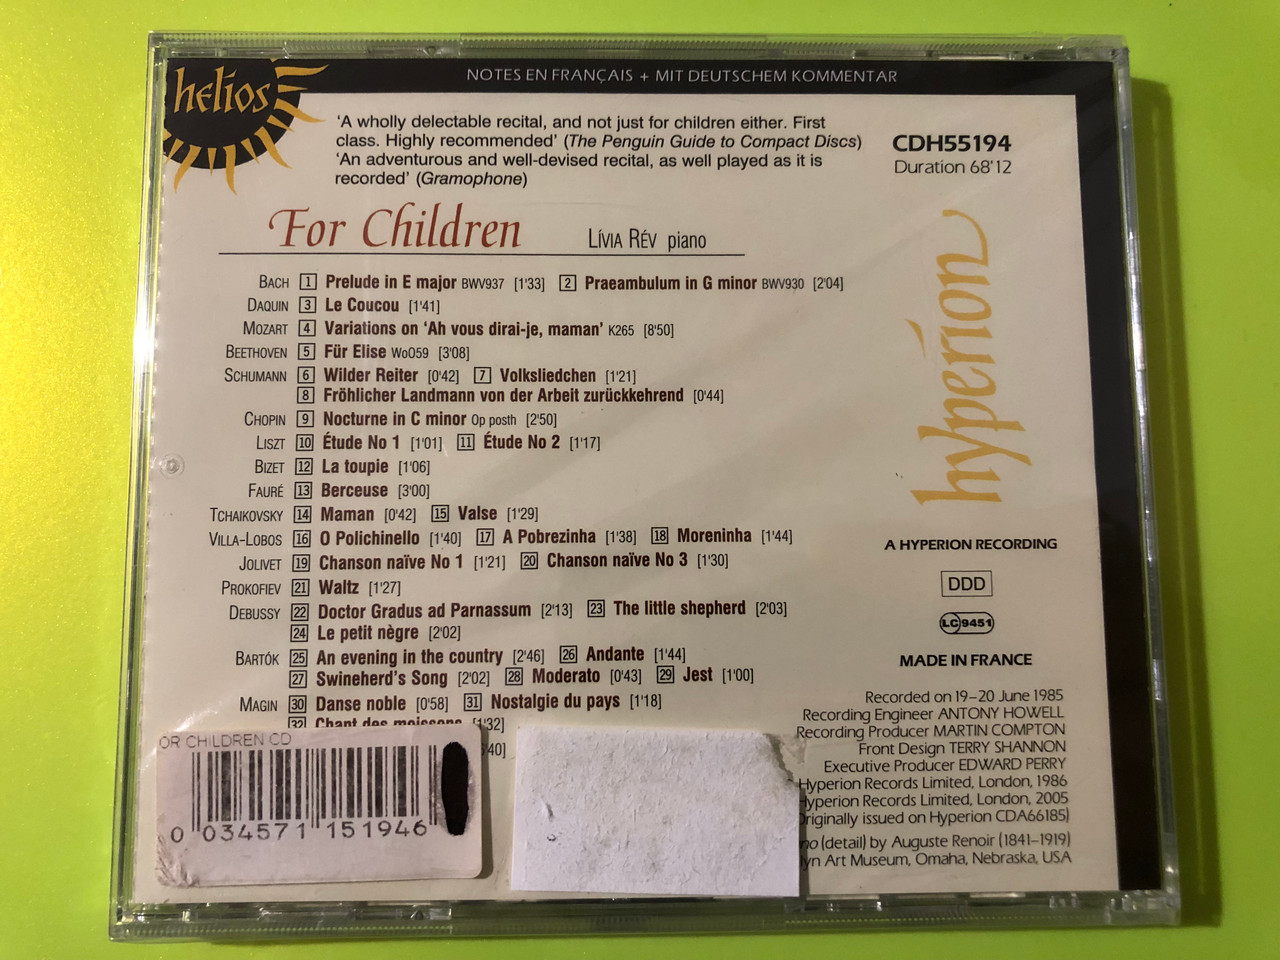 helios
NOTES EN FRANÇAIS + MIT DEUTSCHEM KOMMENTAR
'A wholly delectable recital, and not just for children either. First
class. Highly recommended' (The Penguin Guide to Compact Discs)
'An adventurous and well-devised recital, as well played as it is
recorded' (Gramophone)
CDH55194
Duration 68'12
For Children LÍVIA RÉV piano
BACH 1 Prelude in E major BWV937 [1'33] 2 Praeambulum in G minor BWV930 [2'04]
DAQUIN 3 Le Coucou [1'41]
MOZART 4 Variations on 'Ah vous dirai-je, maman' K265 [8'50]
BEETHOVEN 5 Für Elise WoO59 [3'08]
SCHUMANN 6 Wilder Reiter [0'42] 7 Volksliedchen [1'21]
8 Fröhlicher Landmann von der Arbeit zurückkehrend [0'44]
CHOPIN 9 Nocturne in C minor Op posth [2'50]
LISZT 10 Étude No 1 [1'01] 11 Étude No 2 [1'17]
BIZET 12 La toupie [1'06]
FAURÉ 13 Berceuse [3'00]
TCHAIKOVSKY 14 Maman [0'42] 15 Valse [1'29]
VILLA-LOBOS 16 O Polichinello [1'40] 17 A Pobrezinha [1'38] 18 Moreninha [1'44]
JOLIVET 19 Chanson naïve No 1 [1'21] 20 Chanson naïve No 3 [1'30]
PROKOFIEV 21 Waltz [1'27]
DEBUSSY 22 Doctor Gradus ad Parnassum [2'13] 23 The little shepherd [2'03]
24 Le petit nègre [2'02]
BARTÓK 25 An evening in the country [2'46] 26 Andante [1'44]
27 Swineherd's Song [2'02] 28 Moderato [0'43] 29 Jest [1'00]
MAGIN 30 Danse noble [0'58] 31 Nostalgie du pays [1'18]
32 Chant des moissons [1'32]
'40]
OR CHILDREN CD
0 034571 151946
hyperion
A HYPERION RECORDING
DDD
LC 9451
MADE IN FRANCE
Recorded on 19–20 June 1985
Recording Engineer ANTONY HOWELL
Recording Producer MARTIN COMPTON
Front Design TERRY SHANNON
Executive Producer EDWARD PERRY
Hyperion Records Limited, London, 1986
Hyperion Records Limited, London, 2005
riginally issued on Hyperion CDA66185)
no (detail) by Auguste Renoir (1841–1919)
lyn Art Museum, Omaha, Nebraska, USA